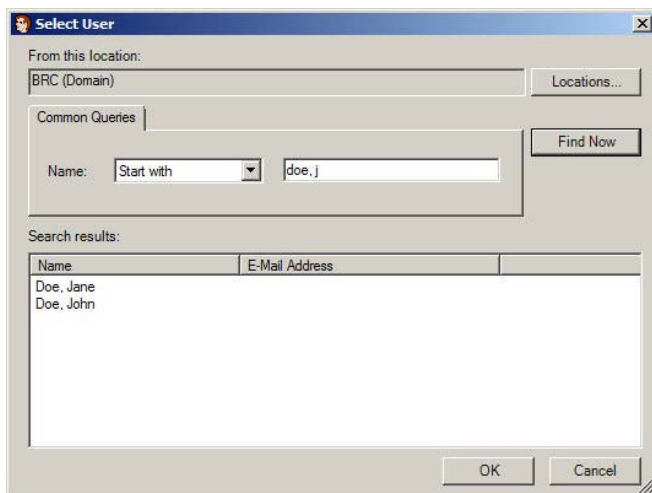 Select User
From this location:
BRC (Domain)
Locations...
Common Queries
Find Now
Name: Start with doe, j
Search results:
Name E-Mail Address
Doe, Jane
Doe, John
OK Cancel